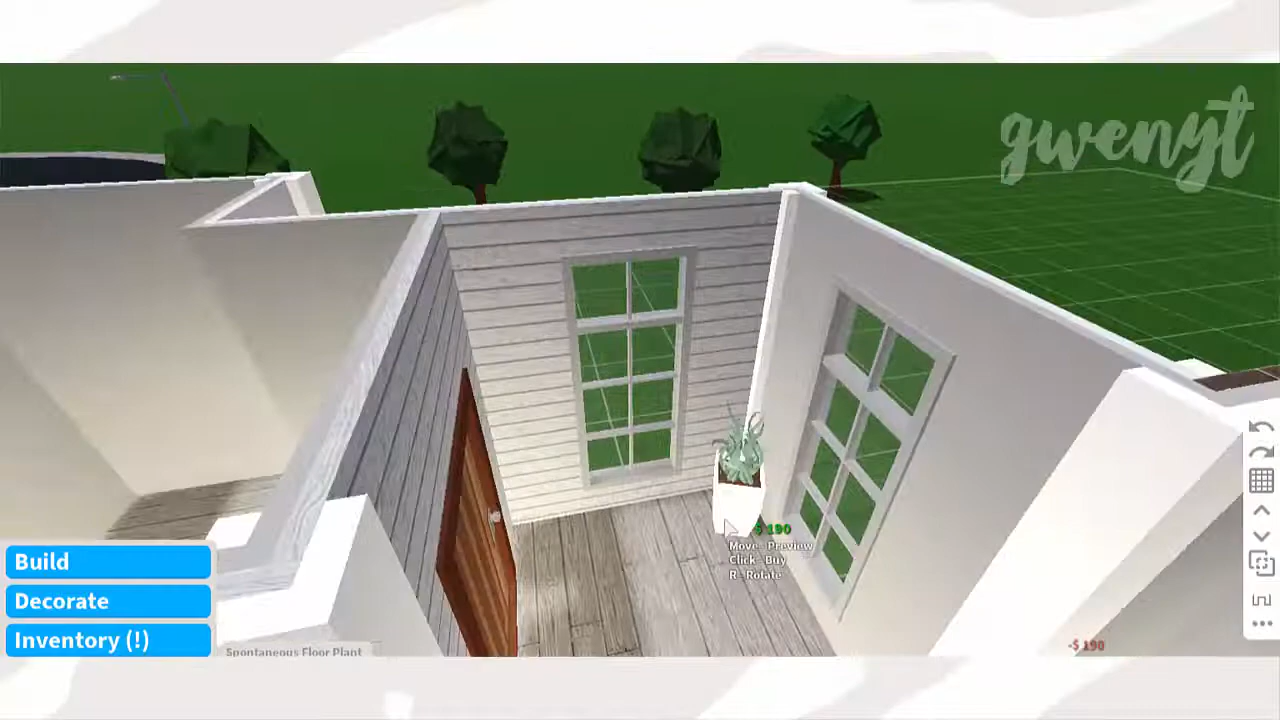 gwenyt
$ 190
Move - Preview
Click - Buy
R - Rotate
Build
Decorate
Inventory (!)
Spontaneous Floor Plant
-$ 190